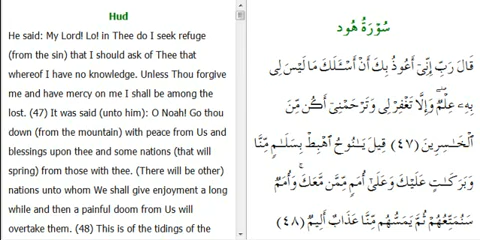 Hud
He said: My Lord! Lo! in Thee do I seek refuge
(from the sin) that I should ask of Thee that
whereof I have no knowledge. Unless Thou forgive
me and have mercy on me I shall be among the
lost. (47) It was said (unto him): O Noah! Go thou
down (from the mountain) with peace from Us and
blessings upon thee and some nations (that will
spring) from those with thee. (There will be other)
nations unto whom We shall give enjoyment a long
while and then a painful doom from Us will
overtake them. (48) This is of the tidings of the
سُوۡرَةُ هُود
قَالَ رَبِّ إِنِّىٓ أَعُوذُ بِكَ أَنۡ أَسۡـَٔلَكَ مَا لَيۡسَ لِى
بِهِۦ عِلۡمٌ۬ۖ وَإِلَّا تَغۡفِرۡ لِى وَتَرۡحَمۡنِىٓ أَڪُن مِّنَ
ٱلۡخَـٰسِرِينَ (٤٧) قِيلَ يَـٰنُوحُ ٱهۡبِطۡ بِسَلَـٰمٍ۬ مِّنَّا
وَبَرَكَـٰتٍ عَلَيۡكَ وَعَلَىٰٓ أُمَمٍ۬ مِّمَّن مَّعَكَ‌ۚ وَأُمَمٌ۬
سَنُمَتِّعُهُمۡ ثُمَّ يَمَسُّهُم مِّنَّا عَذَابٌ أَلِيمٌ۬ (٤٨)